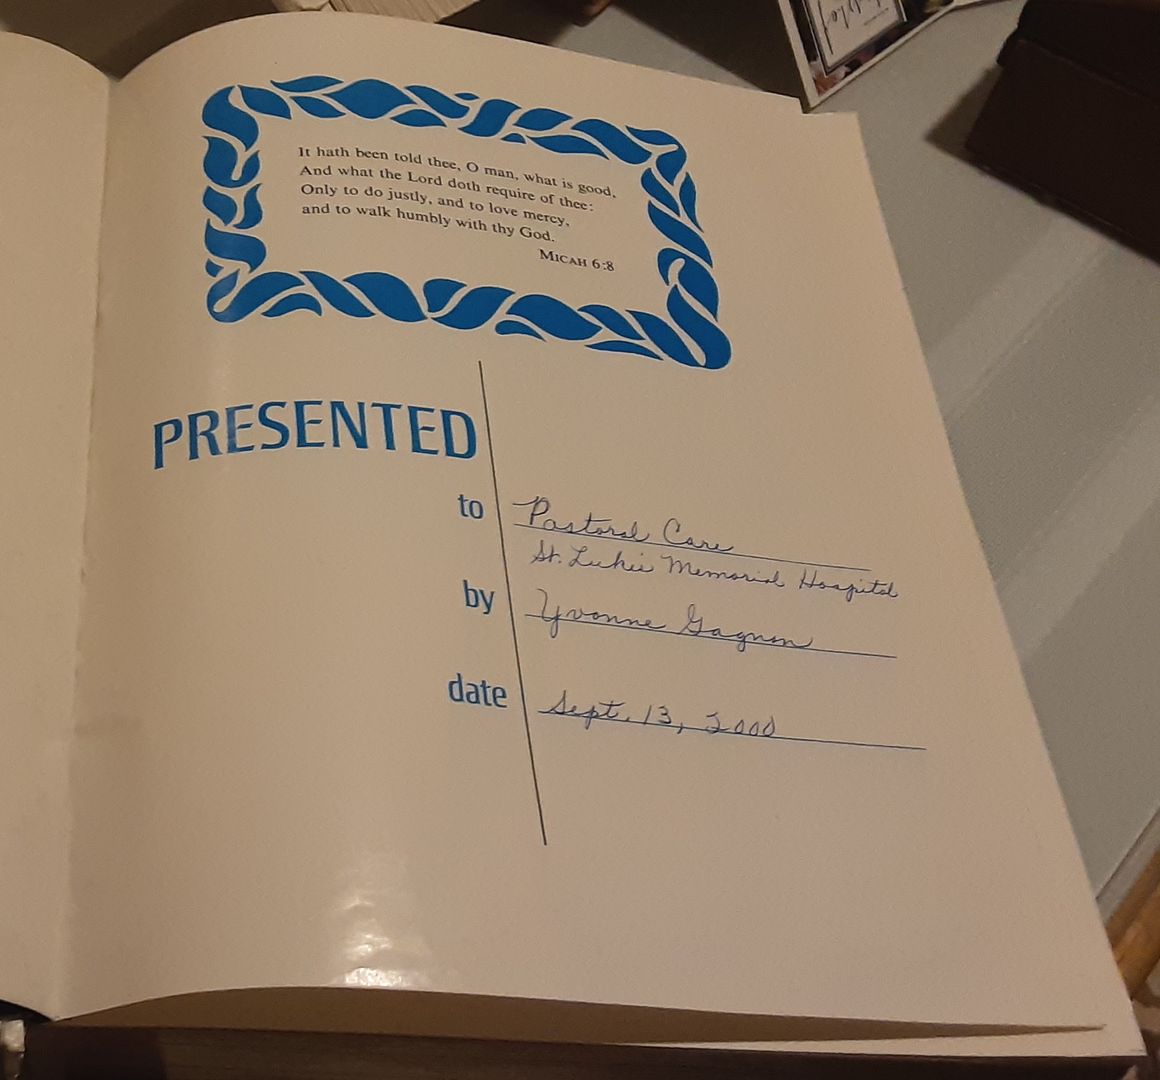 It hath been told thee, O man, what is good,
And what the Lord doth require of thee:
Only to do justly, and to love mercy,
and to walk humbly with thy God.
MICAH 6:8
PRESENTED
to Pastoral Care
St. Lukes Memorial Hospital
by Yvonne Gagnon
date Sept. 13, 2000